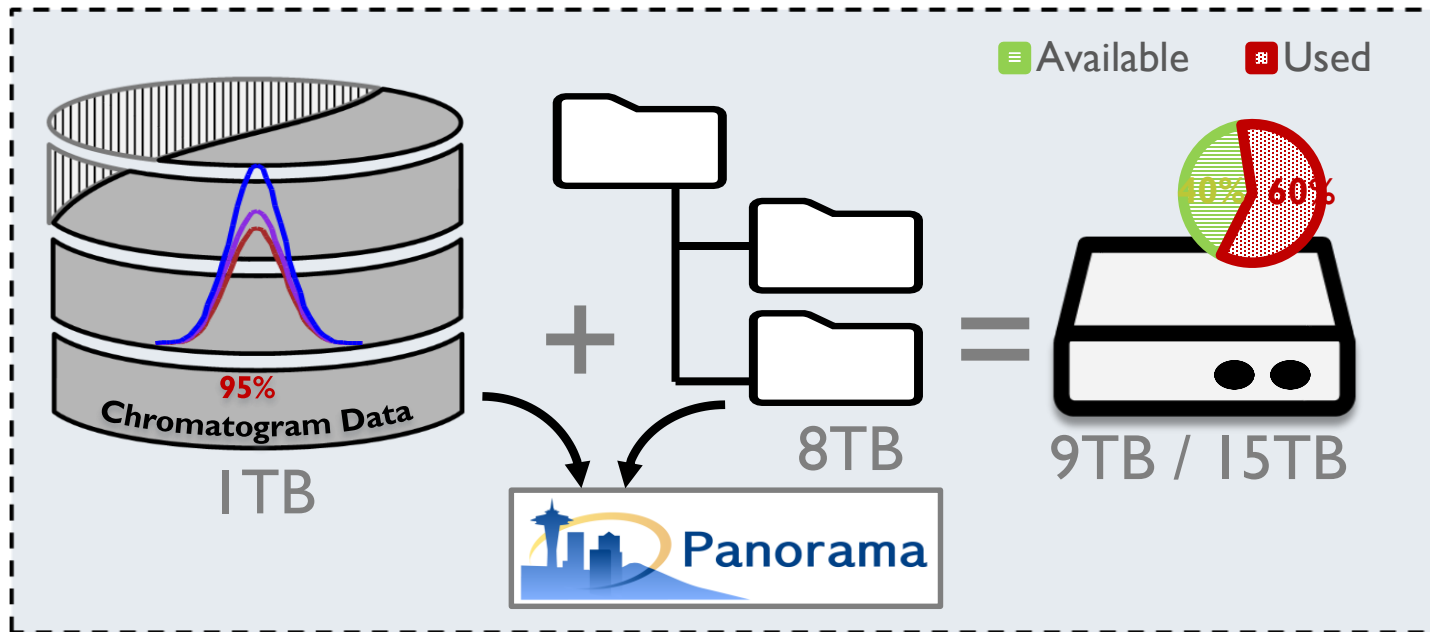 Available
Used
40%
60%
95%
Chromatogram Data
1TB
+
8TB
=
9TB / 15TB
Panorama